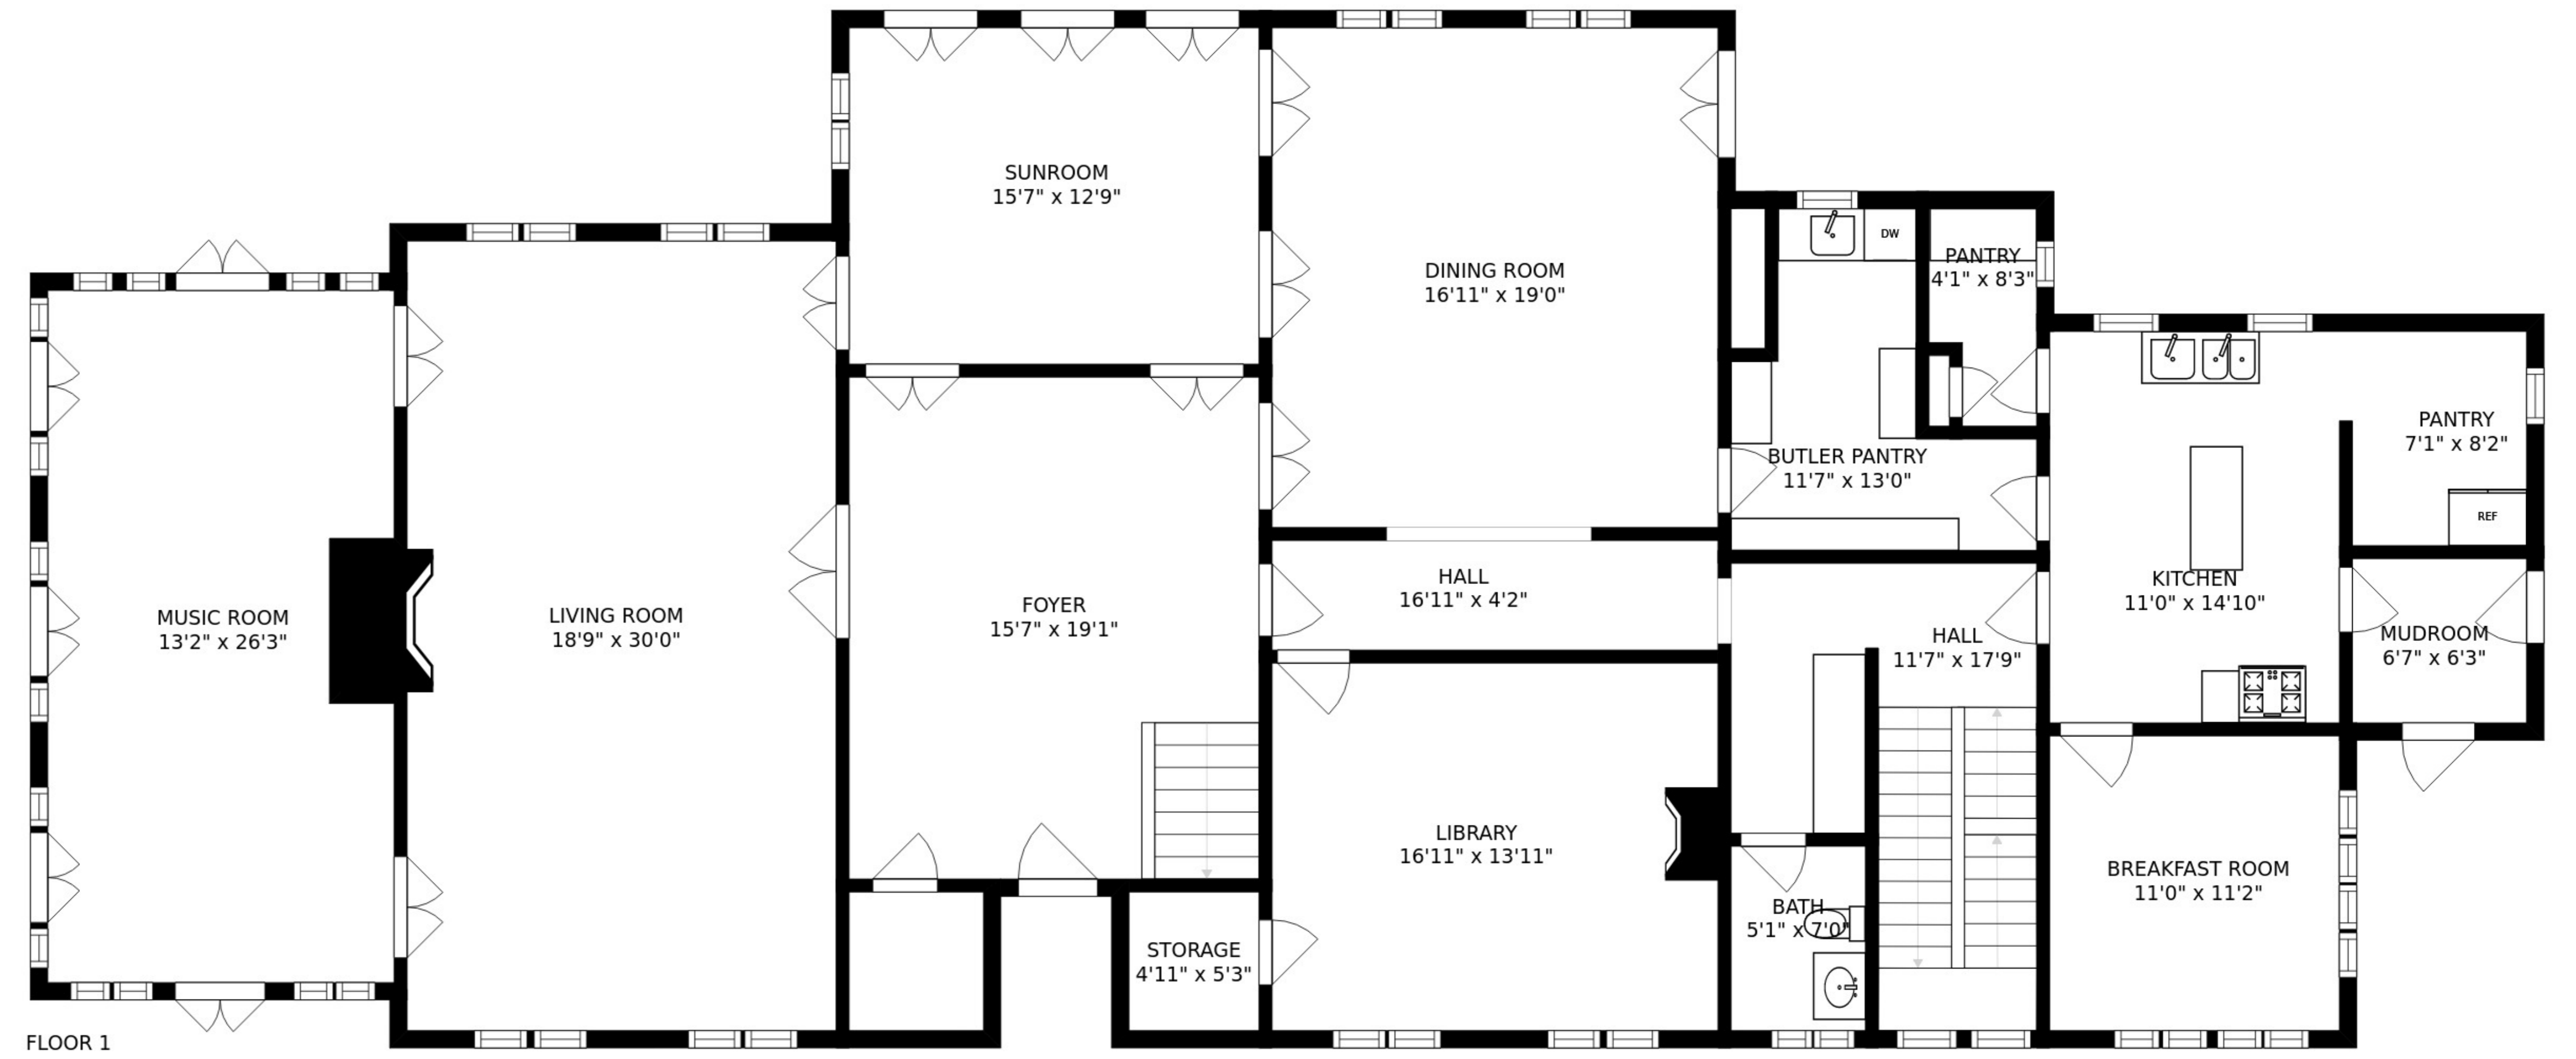 SUNROOM
15'7" x 12'9"
DINING ROOM
16'11" x 19'0"
DW
PANTRY
4'1" x 8'3"
BUTLER PANTRY
11'7" x 13'0"
PANTRY
7'1" x 8'2"
REF
MUSIC ROOM
13'2" x 26'3"
LIVING ROOM
18'9" x 30'0"
FOYER
15'7" x 19'1"
HALL
16'11" x 4'2"
HALL
11'7" x 17'9"
KITCHEN
11'0" x 14'10"
MUDROOM
6'7" x 6'3"
LIBRARY
16'11" x 13'11"
BREAKFAST ROOM
11'0" x 11'2"
BATH
5'1" x 7'0"
STORAGE
4'11" x 5'3"
FLOOR 1